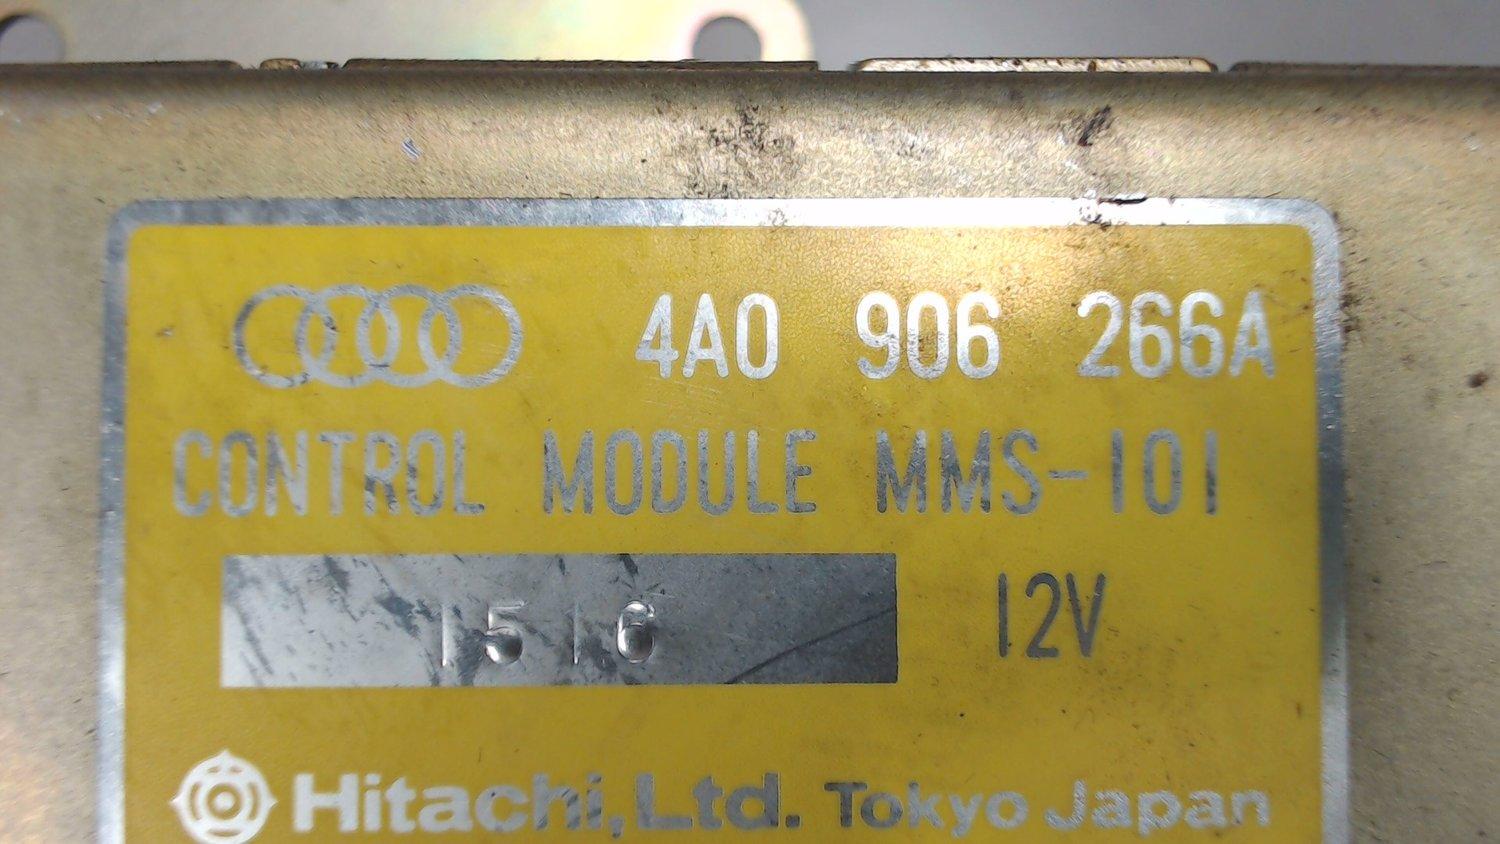 4A0 906 266A
CONTROL MODULE MMS-101
1516
12V
Hitachi, Ltd. Tokyo Japan